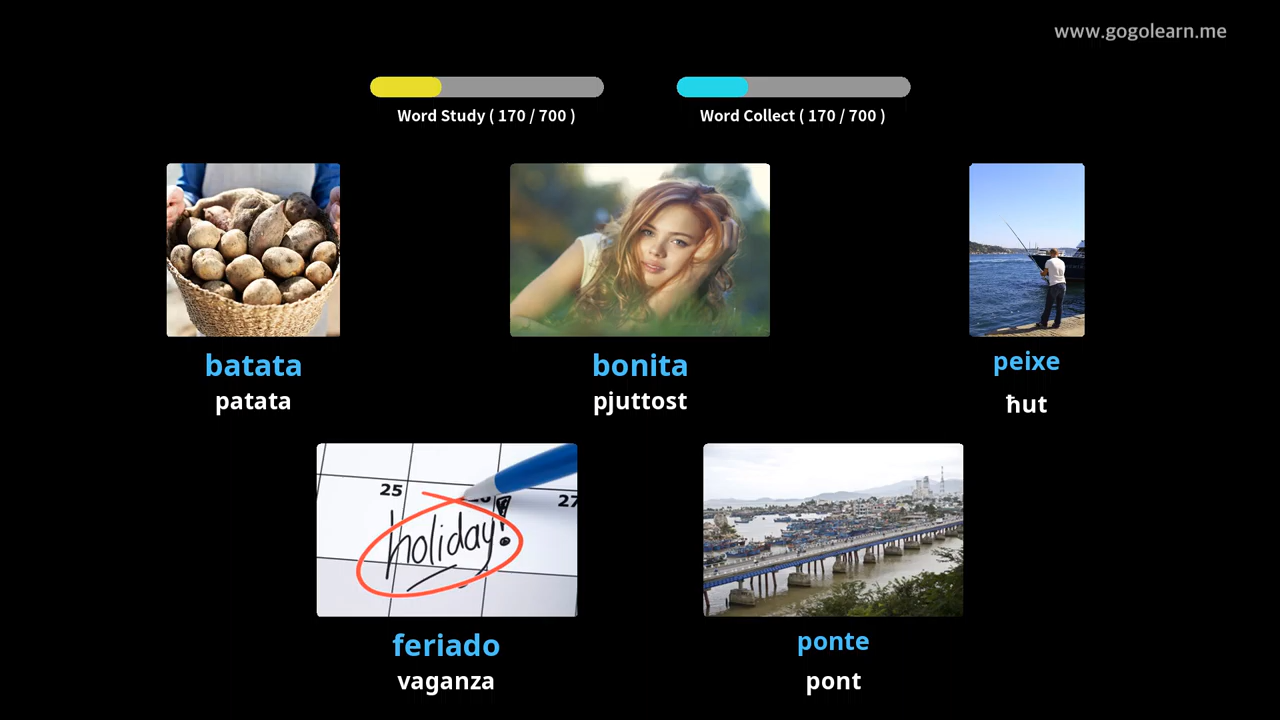 www.gogolearn.me
Word Study ( 170 / 700 )
Word Collect ( 170 / 700 )
batata
patata
bonita
pjuttost
peixe
ħut
25
27
holiday!
feriado
vaganza
ponte
pont